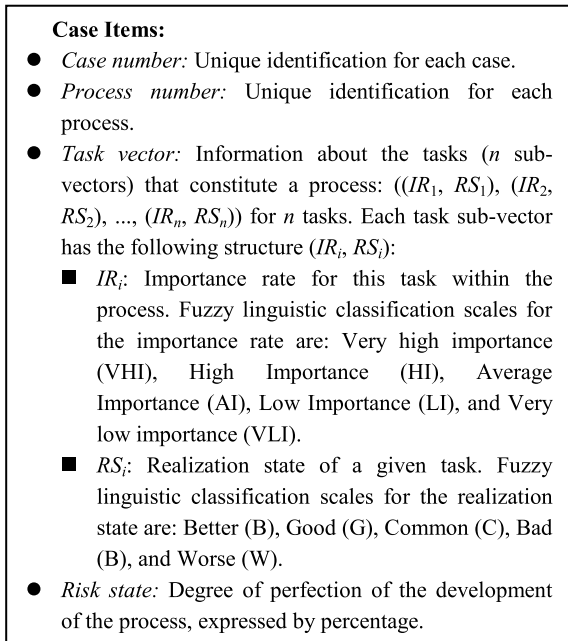 Case Items:
● Case number: Unique identification for each case.
● Process number: Unique identification for each
process.
● Task vector: Information about the tasks (n sub-
vectors) that constitute a process: ((IR1, RS1), (IR2,
RS2), ..., (IRn, RSn)) for n tasks. Each task sub-vector
has the following structure (IRi, RSi):
■ IRi: Importance rate for this task within the
process. Fuzzy linguistic classification scales for
the importance rate are: Very high importance
(VHI), High Importance (HI), Average
Importance (AI), Low Importance (LI), and Very
low importance (VLI).
■ RSi: Realization state of a given task. Fuzzy
linguistic classification scales for the realization
state are: Better (B), Good (G), Common (C), Bad
(B), and Worse (W).
● Risk state: Degree of perfection of the development
of the process, expressed by percentage.